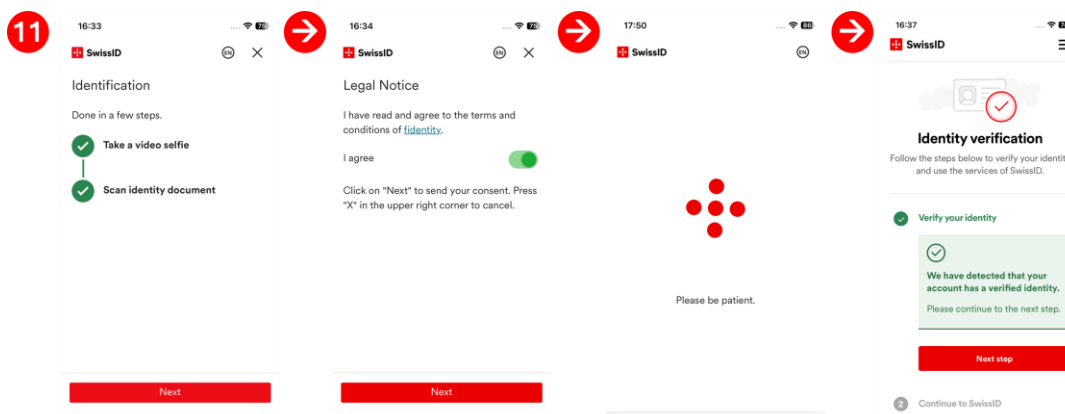 11
16:33
SwissID
EN
Identification
Done in a few steps.
Take a video selfie
Scan identity document
Next
16:34
SwissID
EN
Legal Notice
I have read and agree to the terms and
conditions of fidentity.
I agree
Click on "Next" to send your consent. Press
"X" in the upper right corner to cancel.
Next
17:50
86
SwissID
EN
Please be patient.
16:37
SwissID
Identity verification
Follow the steps below to verify your identit
and use the services of SwissID.
Verify your identity
We have detected that your
account has a verified identity.
Please continue to the next step.
Next step
2 Continue to SwissID